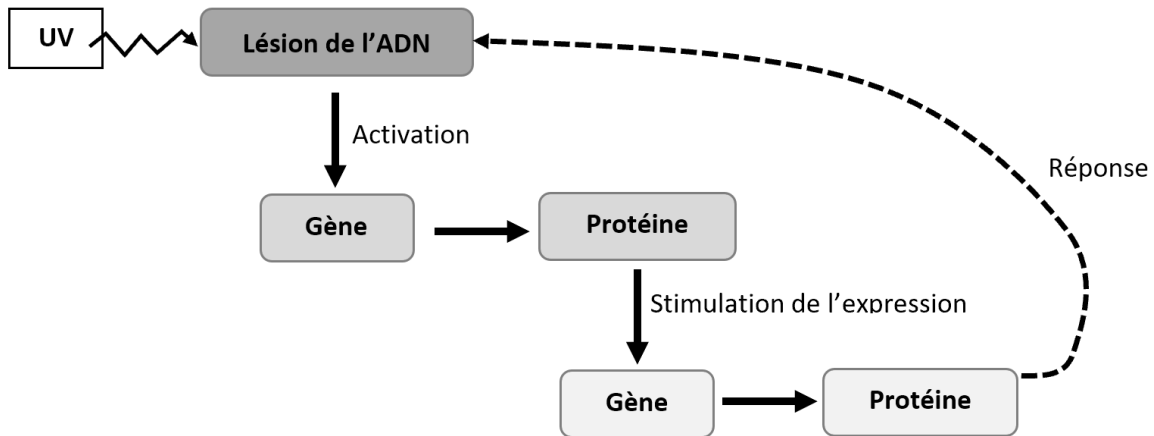 UV
Lésion de l’ADN
Activation
Réponse
Gène
Protéine
Stimulation de l’expression
Gène
Protéine